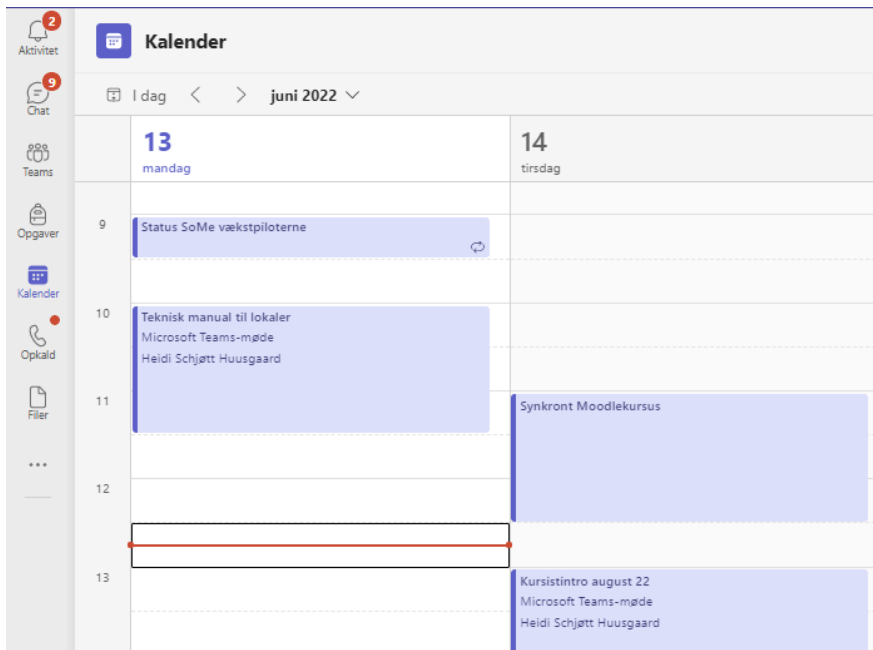 2
Aktivitet
9
Chat
Teams
Opgaver
Kalender
Opkald
Filer
Kalender
I dag
juni 2022
13
mandag
14
tirsdag
9
Status SoMe vækstpiloterne
10
Teknisk manual til lokaler
Microsoft Teams-møde
Heidi Schjøtt Huusgaard
11
Synkront Moodlekursus
12
13
Kursistintro august 22
Microsoft Teams-møde
Heidi Schjøtt Huusgaard